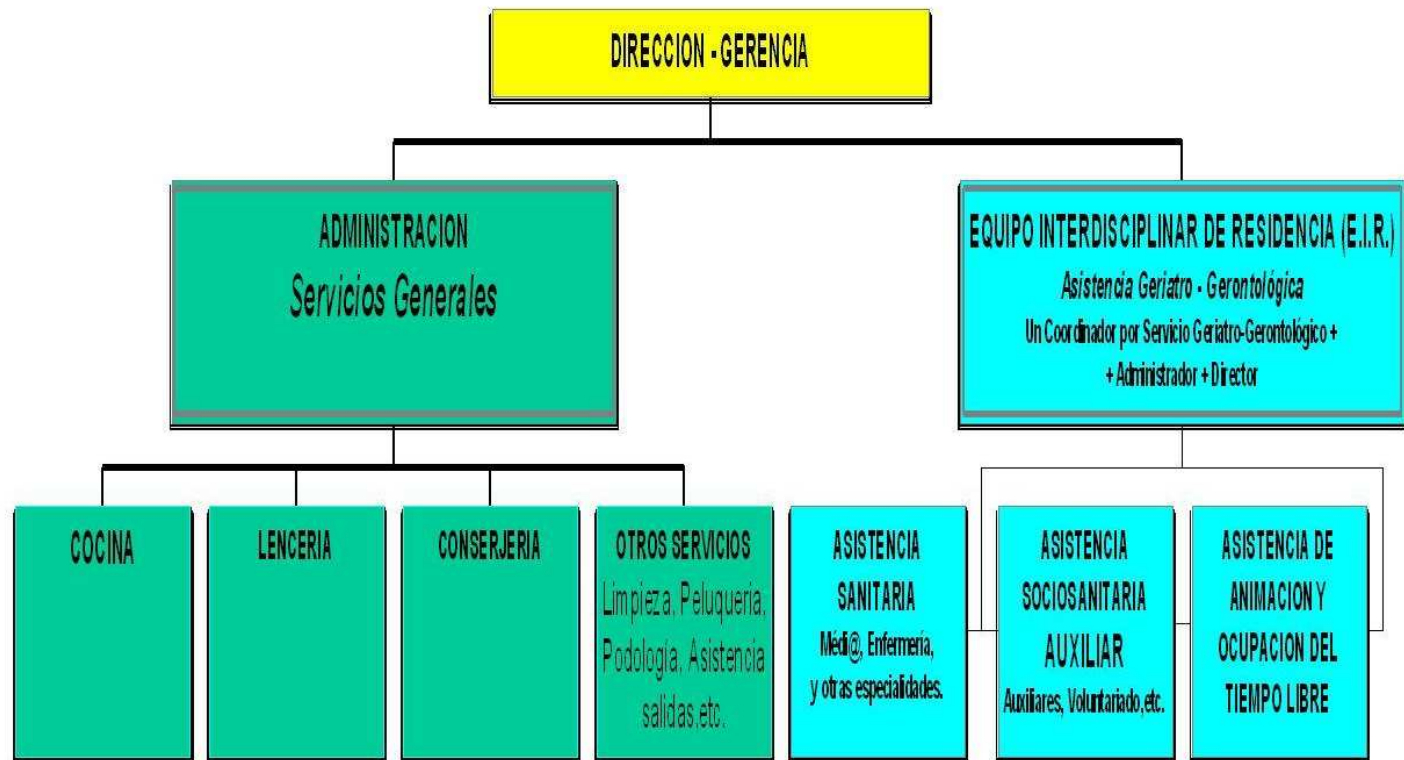 DIRECCION - GERENCIA
ADMINISTRACION
Servicios Generales
EQUIPO INTERDISCIPLINAR DE RESIDENCIA (E.I.R.)
Asistencia Geriatro - Gerontológica
Un Coordinador por Servicio Geriatro-Gerontológico +
+ Administrador + Director
COCINA
LENCERIA
CONSERJERIA
OTROS SERVICIOS
Limpieza, Peluqueria,
Podología, Asistencia
salidas,etc.
ASISTENCIA
SANITARIA
Médi@, Enfermería,
y otras especialidades.
ASISTENCIA
SOCIOSANITARIA
AUXILIAR
Auxiliares, Voluntariado,etc.
ASISTENCIA DE
ANIMACION Y
OCUPACION DEL
TIEMPO LIBRE